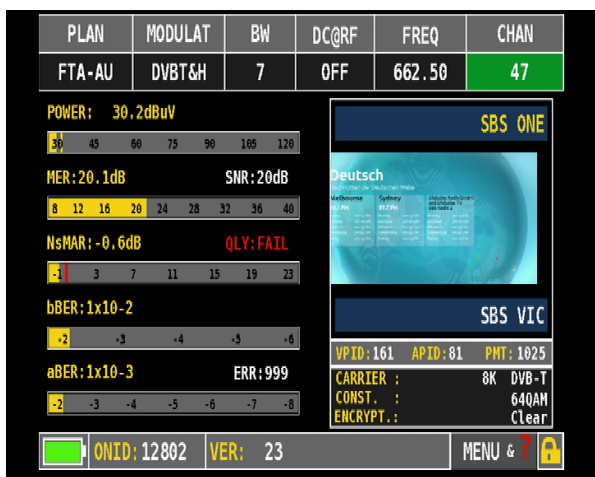 PLAN MODULAT BW DC@RF FREQ CHAN
FTA-AU DVBT&H 7 OFF 662.50 47
POWER: 30.2dBuV
30 45 60 75 90 105 120
MER:20.1dB SNR:20dB
8 12 16 20 24 28 32 36 40
NsMAR:-0.6dB QLY:FAIL
-1 3 7 11 15 19 23
bBER:1x10-2
-2 -3 -4 -5 -6
aBER:1x10-3 ERR:999
-2 -3 -4 -5 -6 -7 -8
SBS ONE
Deutsch
Nachrichten der Deutschen Welle
Melbourne Sydney
SBS VIC
VPID:161 APID:81 PMT:1025
CARRIER : 8K DVB-T
CONST. : 64QAM
ENCRYPT.: Clear
ONID:12802 VER: 23 MENU & ?